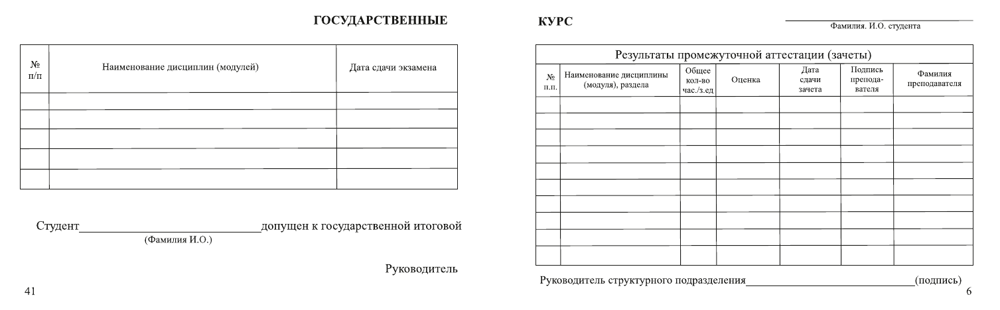 ГОСУДАРСТВЕННЫЕ
№
п/п
Наименование дисциплин (модулей)
Дата сдачи экзамена
Студент
допущен к государственной итоговой
(Фамилия И.О.)
Руководитель
41
КУРС
Фамилия. И.О. студента
Результаты промежуточной аттестации (зачеты)
№
п.п.
Наименование дисциплины
(модуля), раздела
Общее
кол-во
час./з.ед
Оценка
Дата
сдачи
зачета
Подпись
препода-
вателя
Фамилия
преподавателя
Руководитель структурного подразделения
(подпись)
6